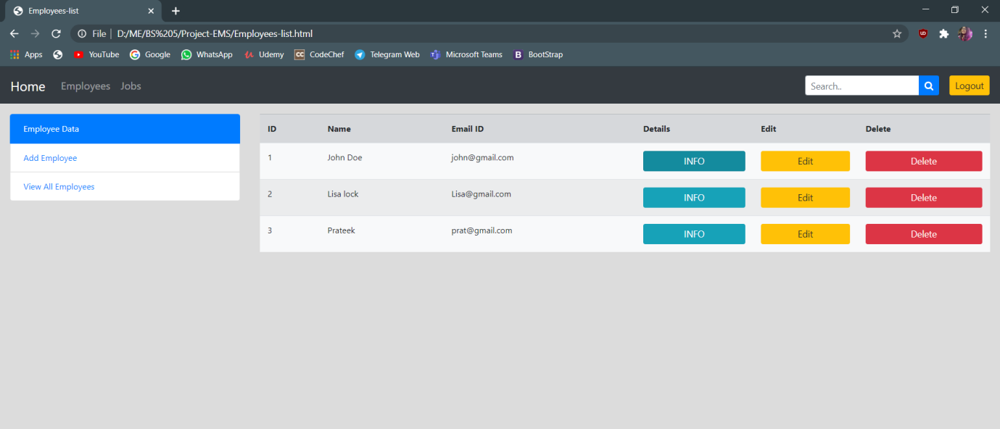 Employees-list
File D:/ME/BS%205/Project-EMS/Employees-list.html
Apps YouTube Google WhatsApp Udemy CC CodeChef Telegram Web Microsoft Teams B BootStrap
Home Employees Jobs Search.. Logout
Employee Data
Add Employee
View All Employees
ID Name Email ID Details Edit Delete
1 John Doe john@gmail.com INFO Edit Delete
2 Lisa lock Lisa@gmail.com INFO Edit Delete
3 Prateek prat@gmail.com INFO Edit Delete